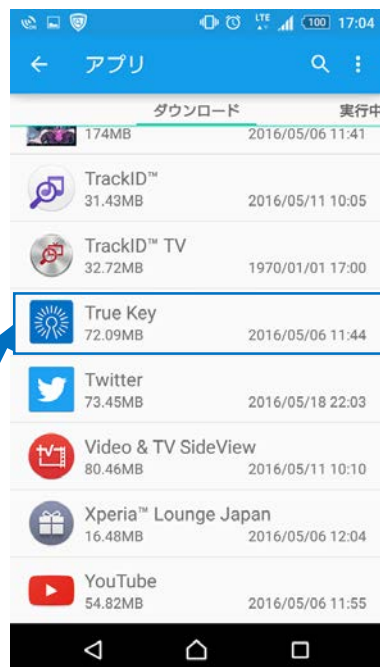 LTE 100 17:04
アプリ
ダウンロード 実行中
174MB 2016/05/06 11:41
TrackID™
31.43MB 2016/05/11 10:05
TrackID™ TV
32.72MB 1970/01/01 17:00
True Key
72.09MB 2016/05/06 11:44
Twitter
73.45MB 2016/05/18 22:03
Video & TV SideView
80.46MB 2016/05/11 10:10
Xperia™ Lounge Japan
16.48MB 2016/05/06 12:04
YouTube
54.82MB 2016/05/06 11:55